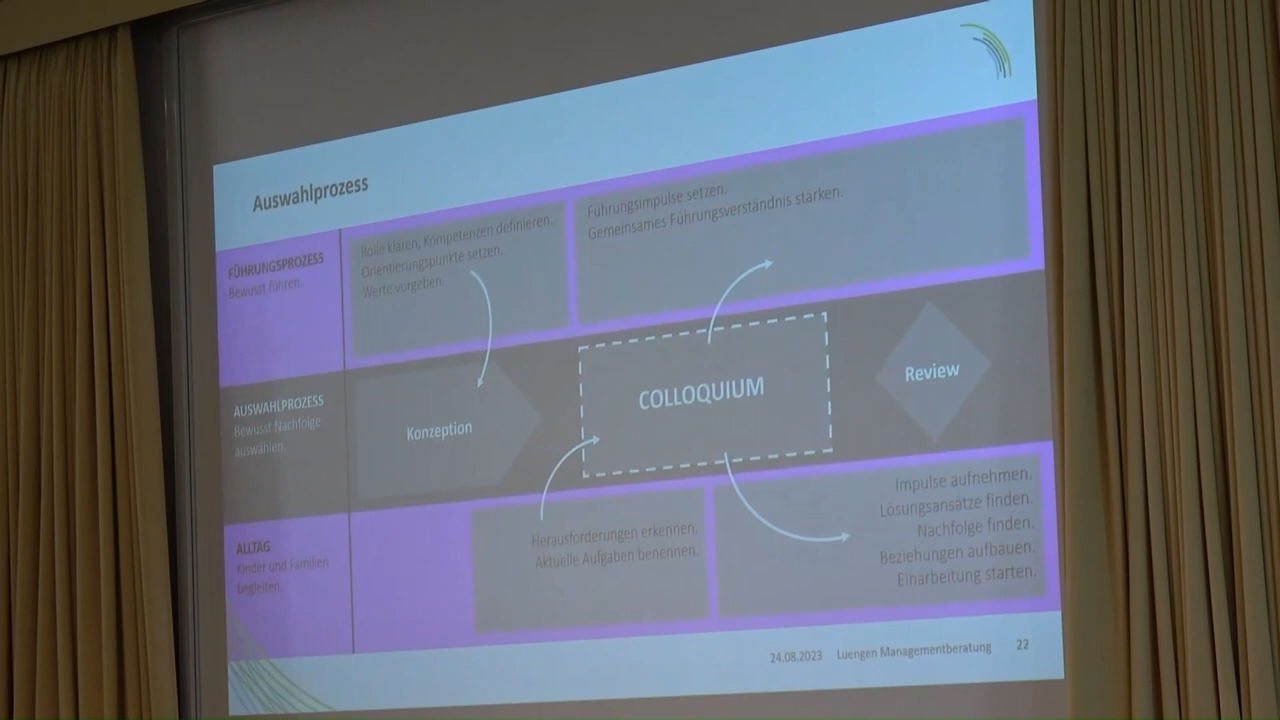 Auswahlprozess
FÜHRUNGSPROZESS
Bewusst führen.
Rolle klären, Kompetenzen definieren.
Orientierungspunkte setzen.
Werte vorgeben.
Führungsimpulse setzen.
Gemeinsames Führungsverständnis stärken.
AUSWAHLPROZESS
Bewusst Nachfolge
auswählen.
Konzeption
COLLOQUIUM
Review
ALLTAG
Kinder und Familien
begleiten.
Herausforderungen erkennen.
Aktuelle Aufgaben benennen.
Impulse aufnehmen.
Lösungsansätze finden.
Nachfolge finden.
Beziehungen aufbauen.
Einarbeitung starten.
24.08.2023 Luengen Managementberatung 22